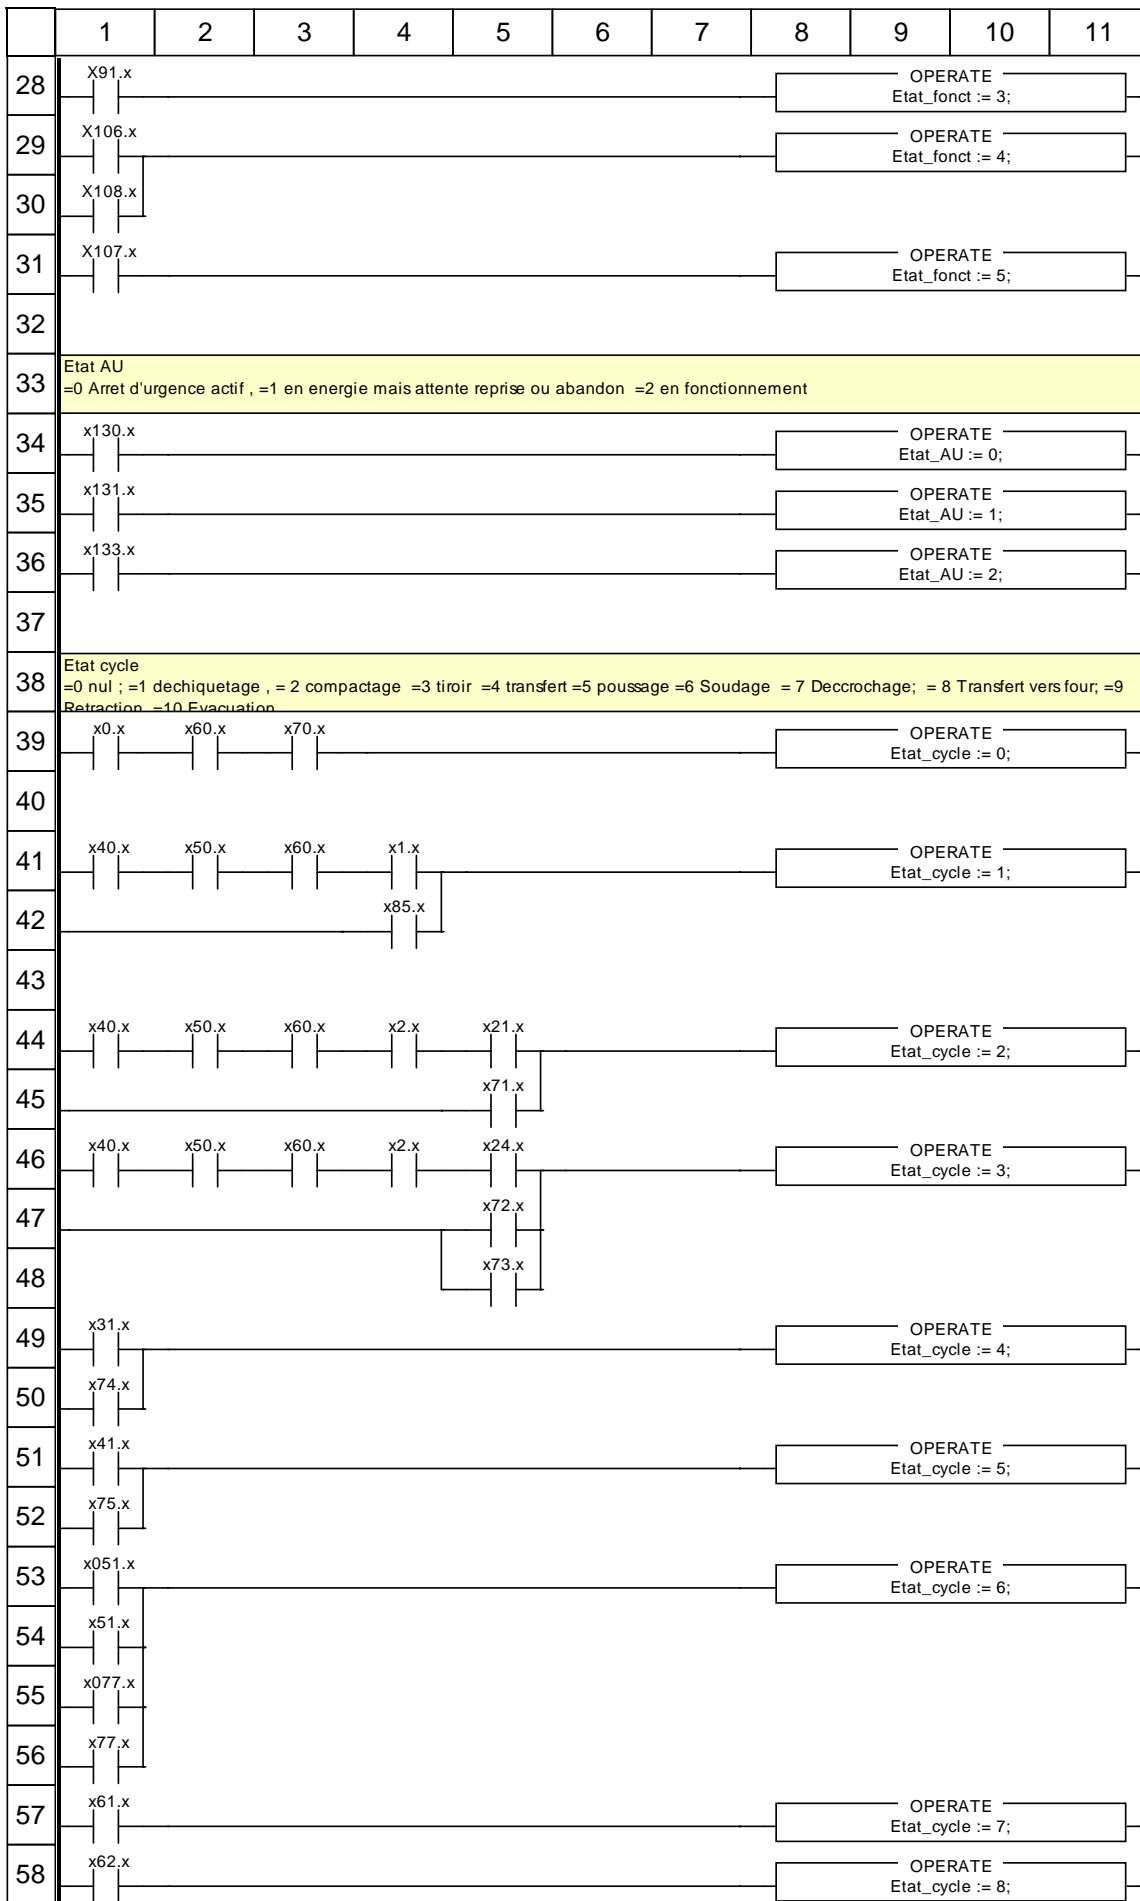 1 2 3 4 5 6 7 8 9 10 11
28 X91.x OPERATE
Etat_fonct := 3;
29 X106.x OPERATE
Etat_fonct := 4;
30 X108.x
31 X107.x OPERATE
Etat_fonct := 5;
32
33 Etat AU
=0 Arret d'urgence actif , =1 en energie mais attente reprise ou abandon =2 en fonctionnement
34 x130.x OPERATE
Etat_AU := 0;
35 x131.x OPERATE
Etat_AU := 1;
36 x133.x OPERATE
Etat_AU := 2;
37
38 Etat cycle
=0 nul ; =1 dechiquetage , = 2 compactage =3 tiroir =4 transfert =5 poussage =6 Soudage = 7 Deccrochage; = 8 Transfert vers four; =9
Retraction =10 Evacuation
39 x0.x x60.x x70.x OPERATE
Etat_cycle := 0;
40
41 x40.x x50.x x60.x x1.x OPERATE
Etat_cycle := 1;
42 x85.x
43
44 x40.x x50.x x60.x x2.x x21.x OPERATE
Etat_cycle := 2;
45 x71.x
46 x40.x x50.x x60.x x2.x x24.x OPERATE
Etat_cycle := 3;
47 x72.x
48 x73.x
49 x31.x OPERATE
Etat_cycle := 4;
50 x74.x
51 x41.x OPERATE
Etat_cycle := 5;
52 x75.x
53 x051.x OPERATE
Etat_cycle := 6;
54 x51.x
55 x077.x
56 x77.x
57 x61.x OPERATE
Etat_cycle := 7;
58 x62.x OPERATE
Etat_cycle := 8;